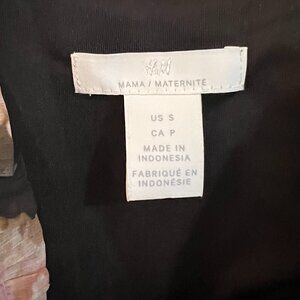 H&M
MAMA / MATERNITÉ
US S
CA P
MADE IN
INDONESIA
FABRIQUÉ EN
INDONÉSIE